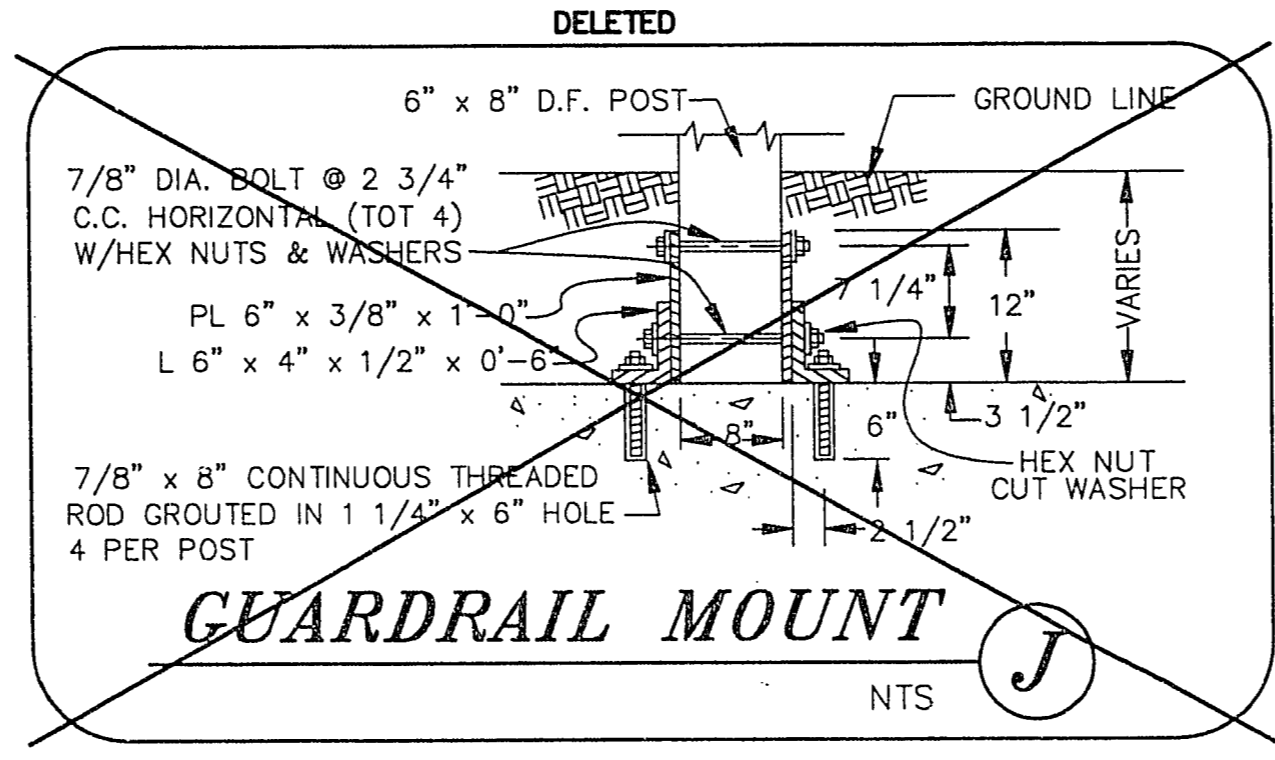 DELETED
6" x 8" D.F. POST
GROUND LINE
7/8" DIA. BOLT @ 2 3/4"
C.C. HORIZONTAL (TOT 4)
W/HEX NUTS & WASHERS
PL 6" x 3/8" x 1'-0"
L 6" x 4" x 1/2" x 0'-6"
7 1/4"
12"
VARIES
8"
6"
3 1/2"
HEX NUT
CUT WASHER
2 1/2"
7/8" x 8" CONTINUOUS THREADED
ROD GROUTED IN 1 1/4" x 6" HOLE
4 PER POST
GUARDRAIL MOUNT
J
NTS